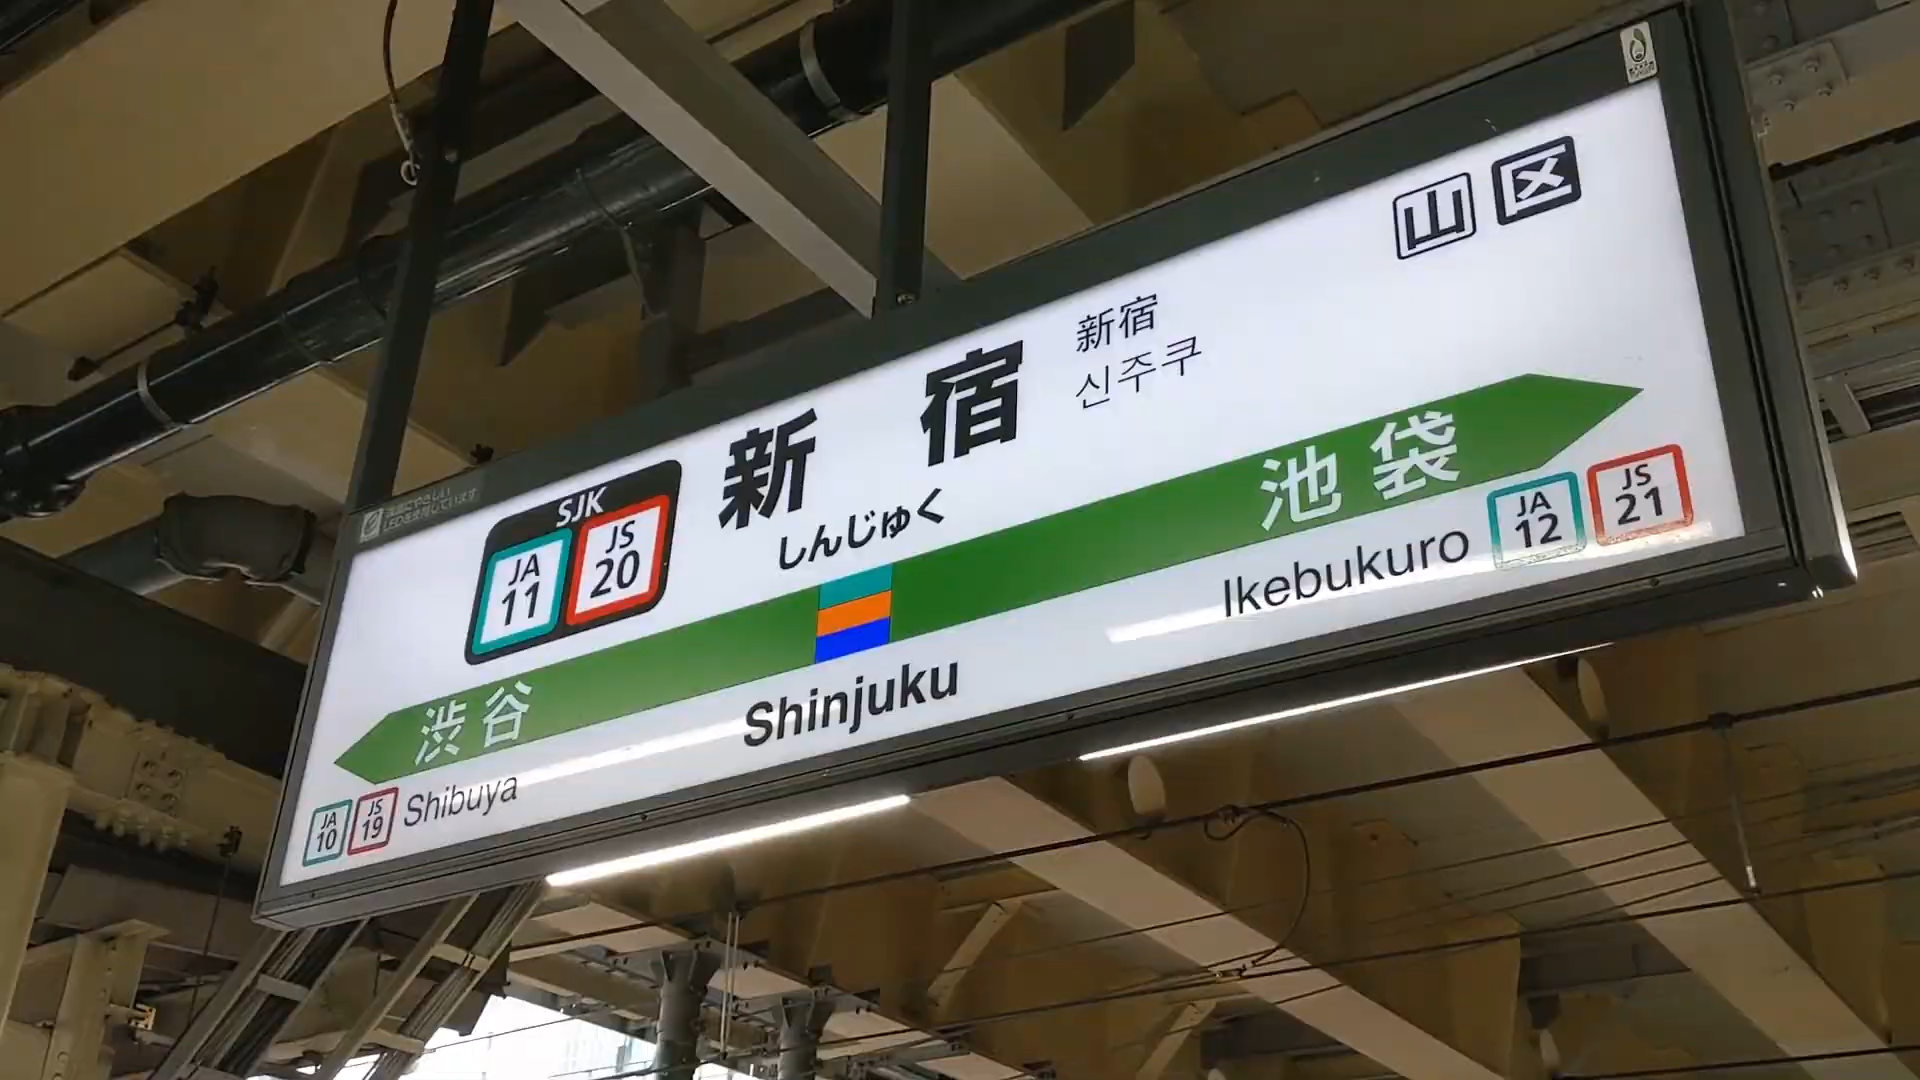 山 区
新宿
신주쿠
SJK
JA 11
JS 20
新宿
しんじゅく
池袋
Ikebukuro
JA 12
JS 21
渋谷
Shinjuku
JA 10
JS 19
Shibuya